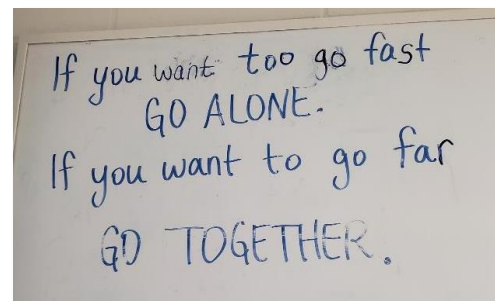 If you want too go fast
GO ALONE.
If you want to go far
GO TOGETHER.